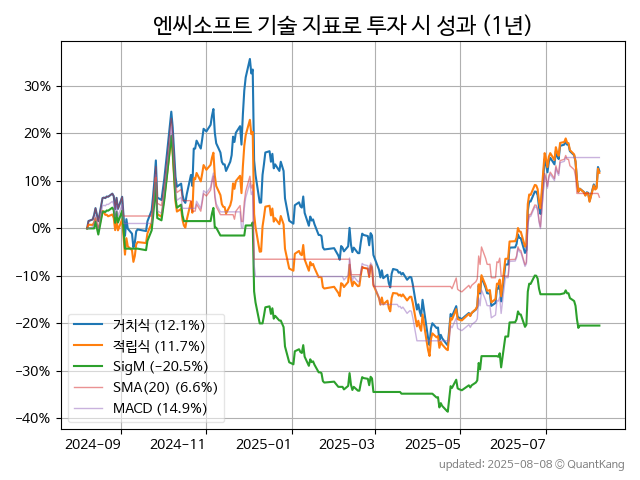 엔씨소프트 기술 지표로 투자 시 성과 (1년)
30%
20%
10%
0%
−10%
−20%
−30%
−40%
거치식 (12.1%)
적립식 (11.7%)
SigM (−20.5%)
SMA(20) (6.6%)
MACD (14.9%)
2024-09
2024-11
2025-01
2025-03
2025-05
2025-07
updated: 2025-08-08 © QuantKang